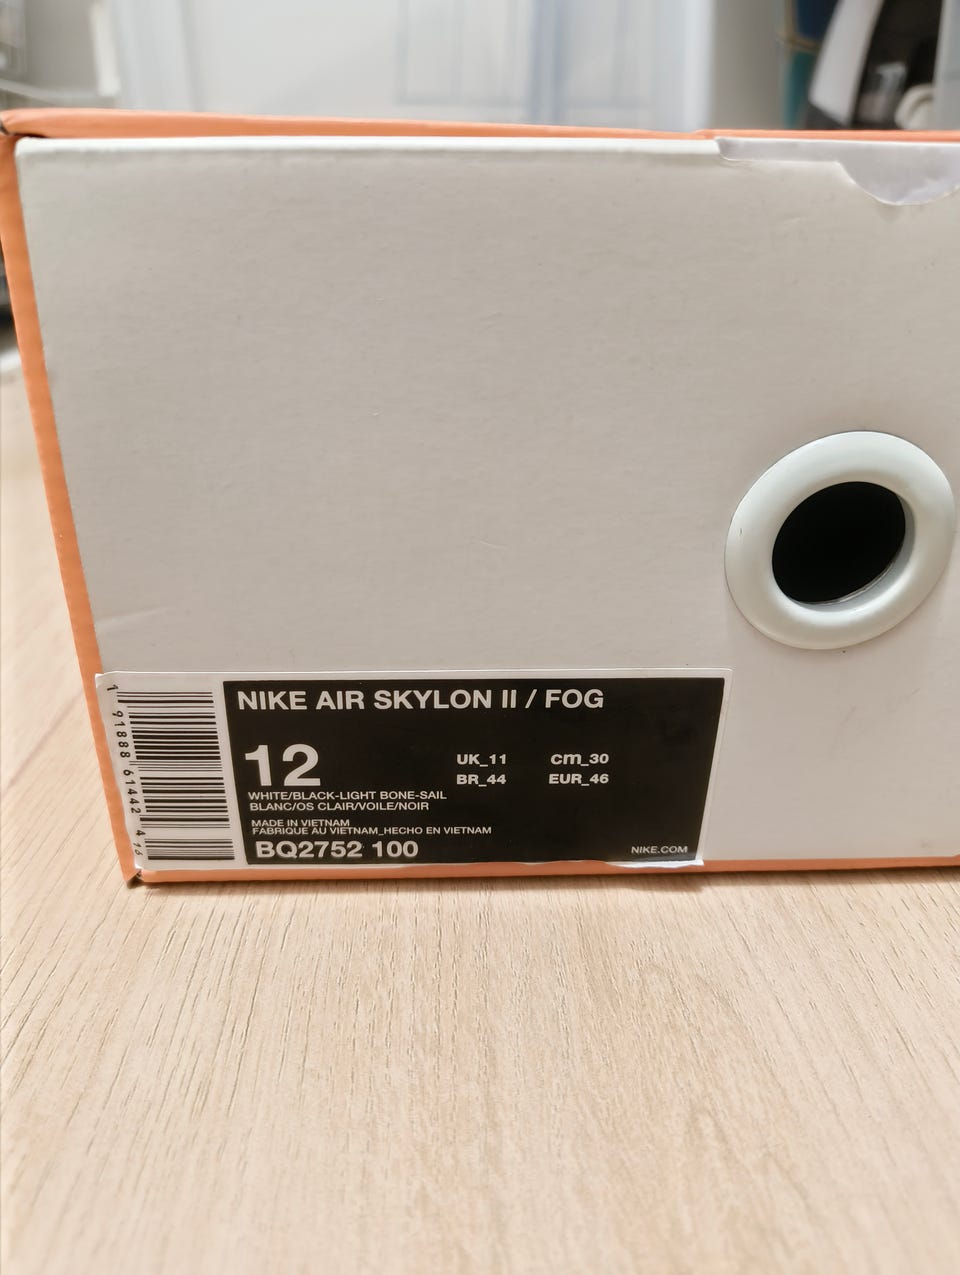 NIKE AIR SKYLON II / FOG
12
UK_11 cm_30
BR_44 EUR_46
WHITE/BLACK-LIGHT BONE-SAIL
BLANC/OS CLAIR/VOILE/NOIR
MADE IN VIETNAM
FABRIQUE AU VIETNAM_HECHO EN VIETNAM
BQ2752 100
NIKE.COM
1 91888 61442 4